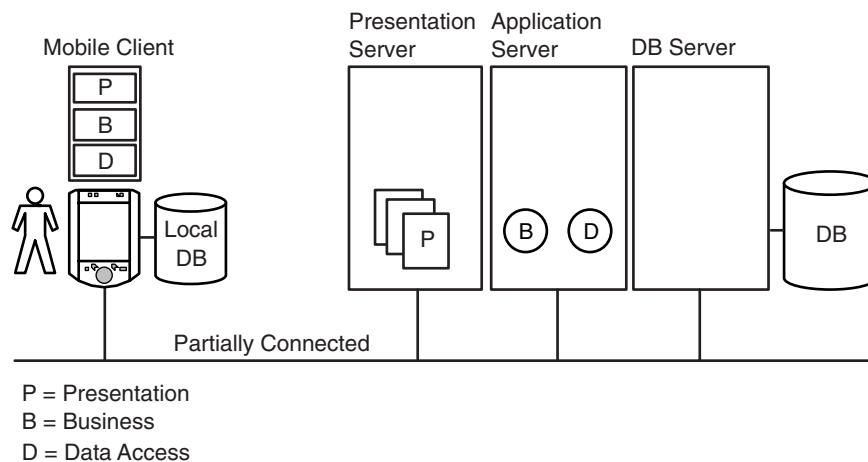 Mobile Client
P
B
D
Local
DB
Presentation
Server
P
Application
Server
B
D
DB Server
DB
Partially Connected
P = Presentation
B = Business
D = Data Access